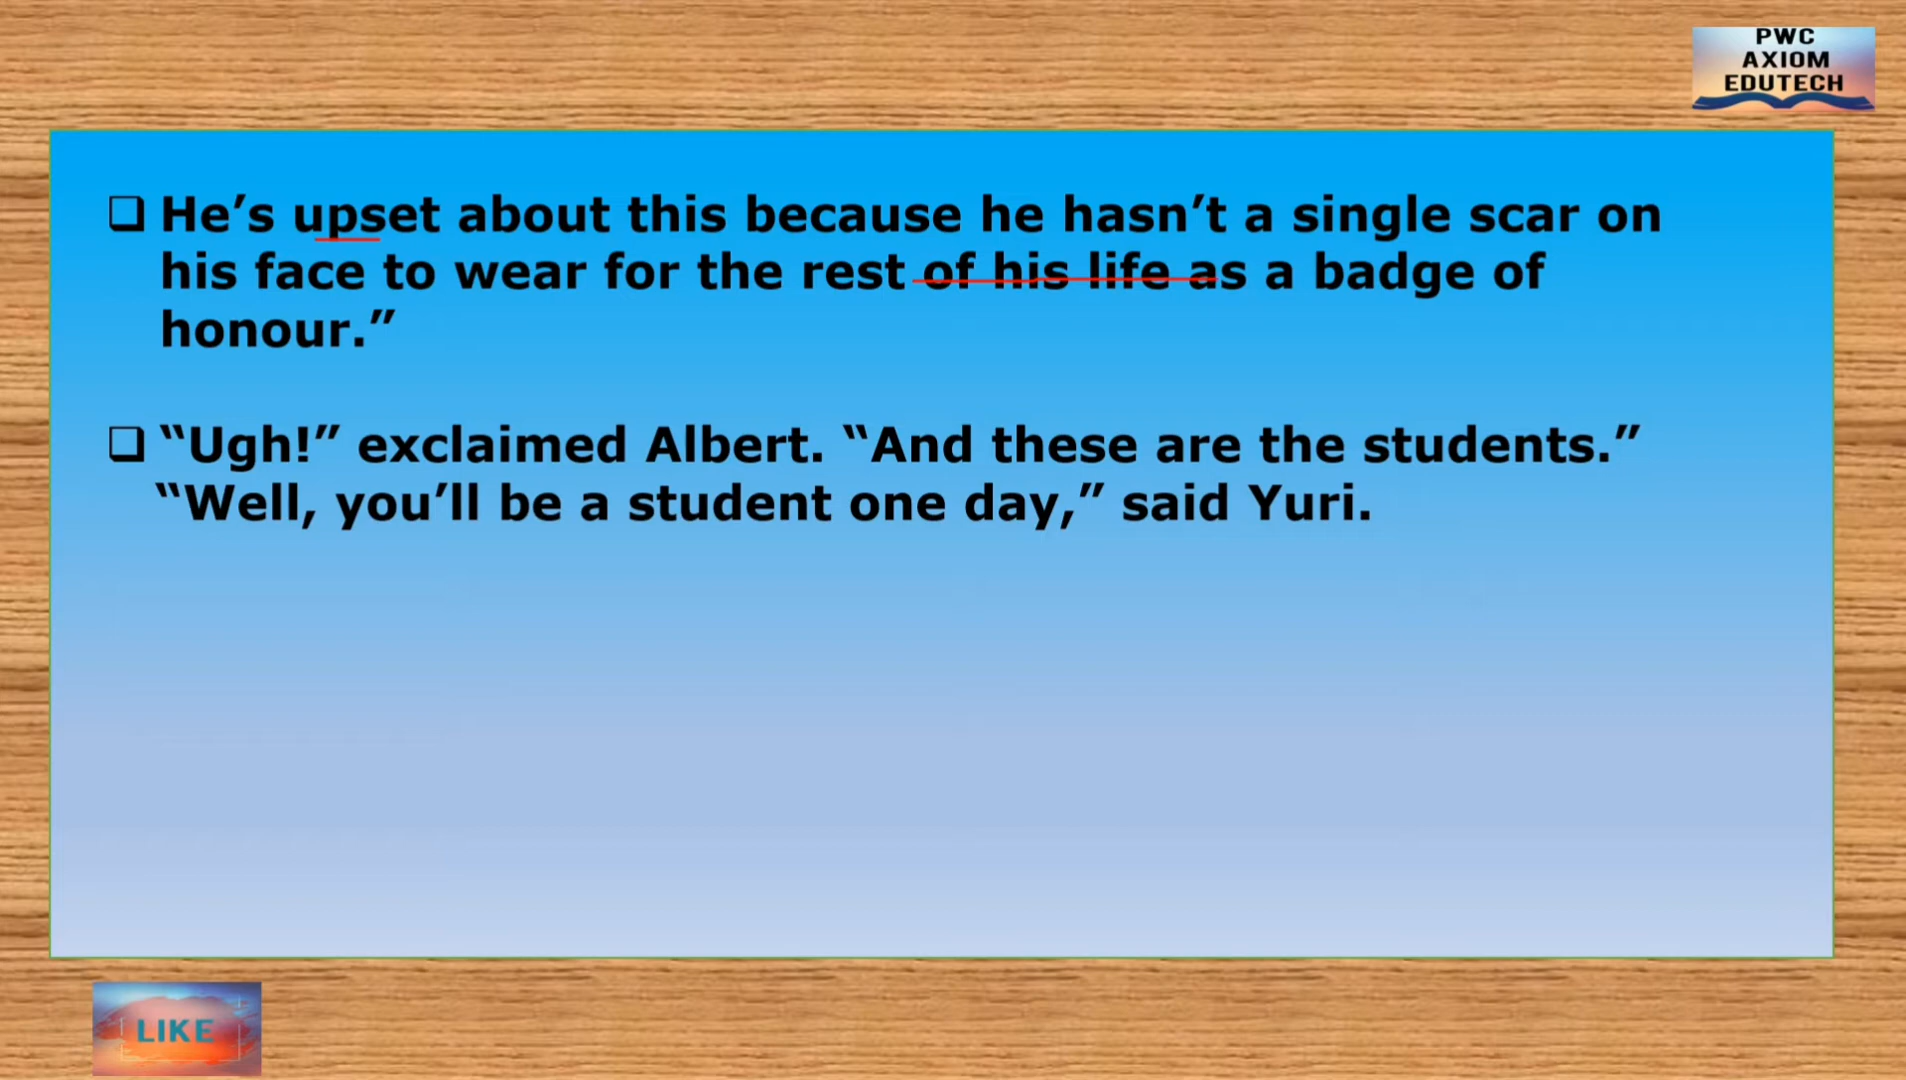 PWC
AXIOM
EDUTECH
❑ He’s upset about this because he hasn’t a single scar on
his face to wear for the rest of his life as a badge of
honour.”
❑ “Ugh!” exclaimed Albert. “And these are the students.”
“Well, you’ll be a student one day,” said Yuri.
LIKE